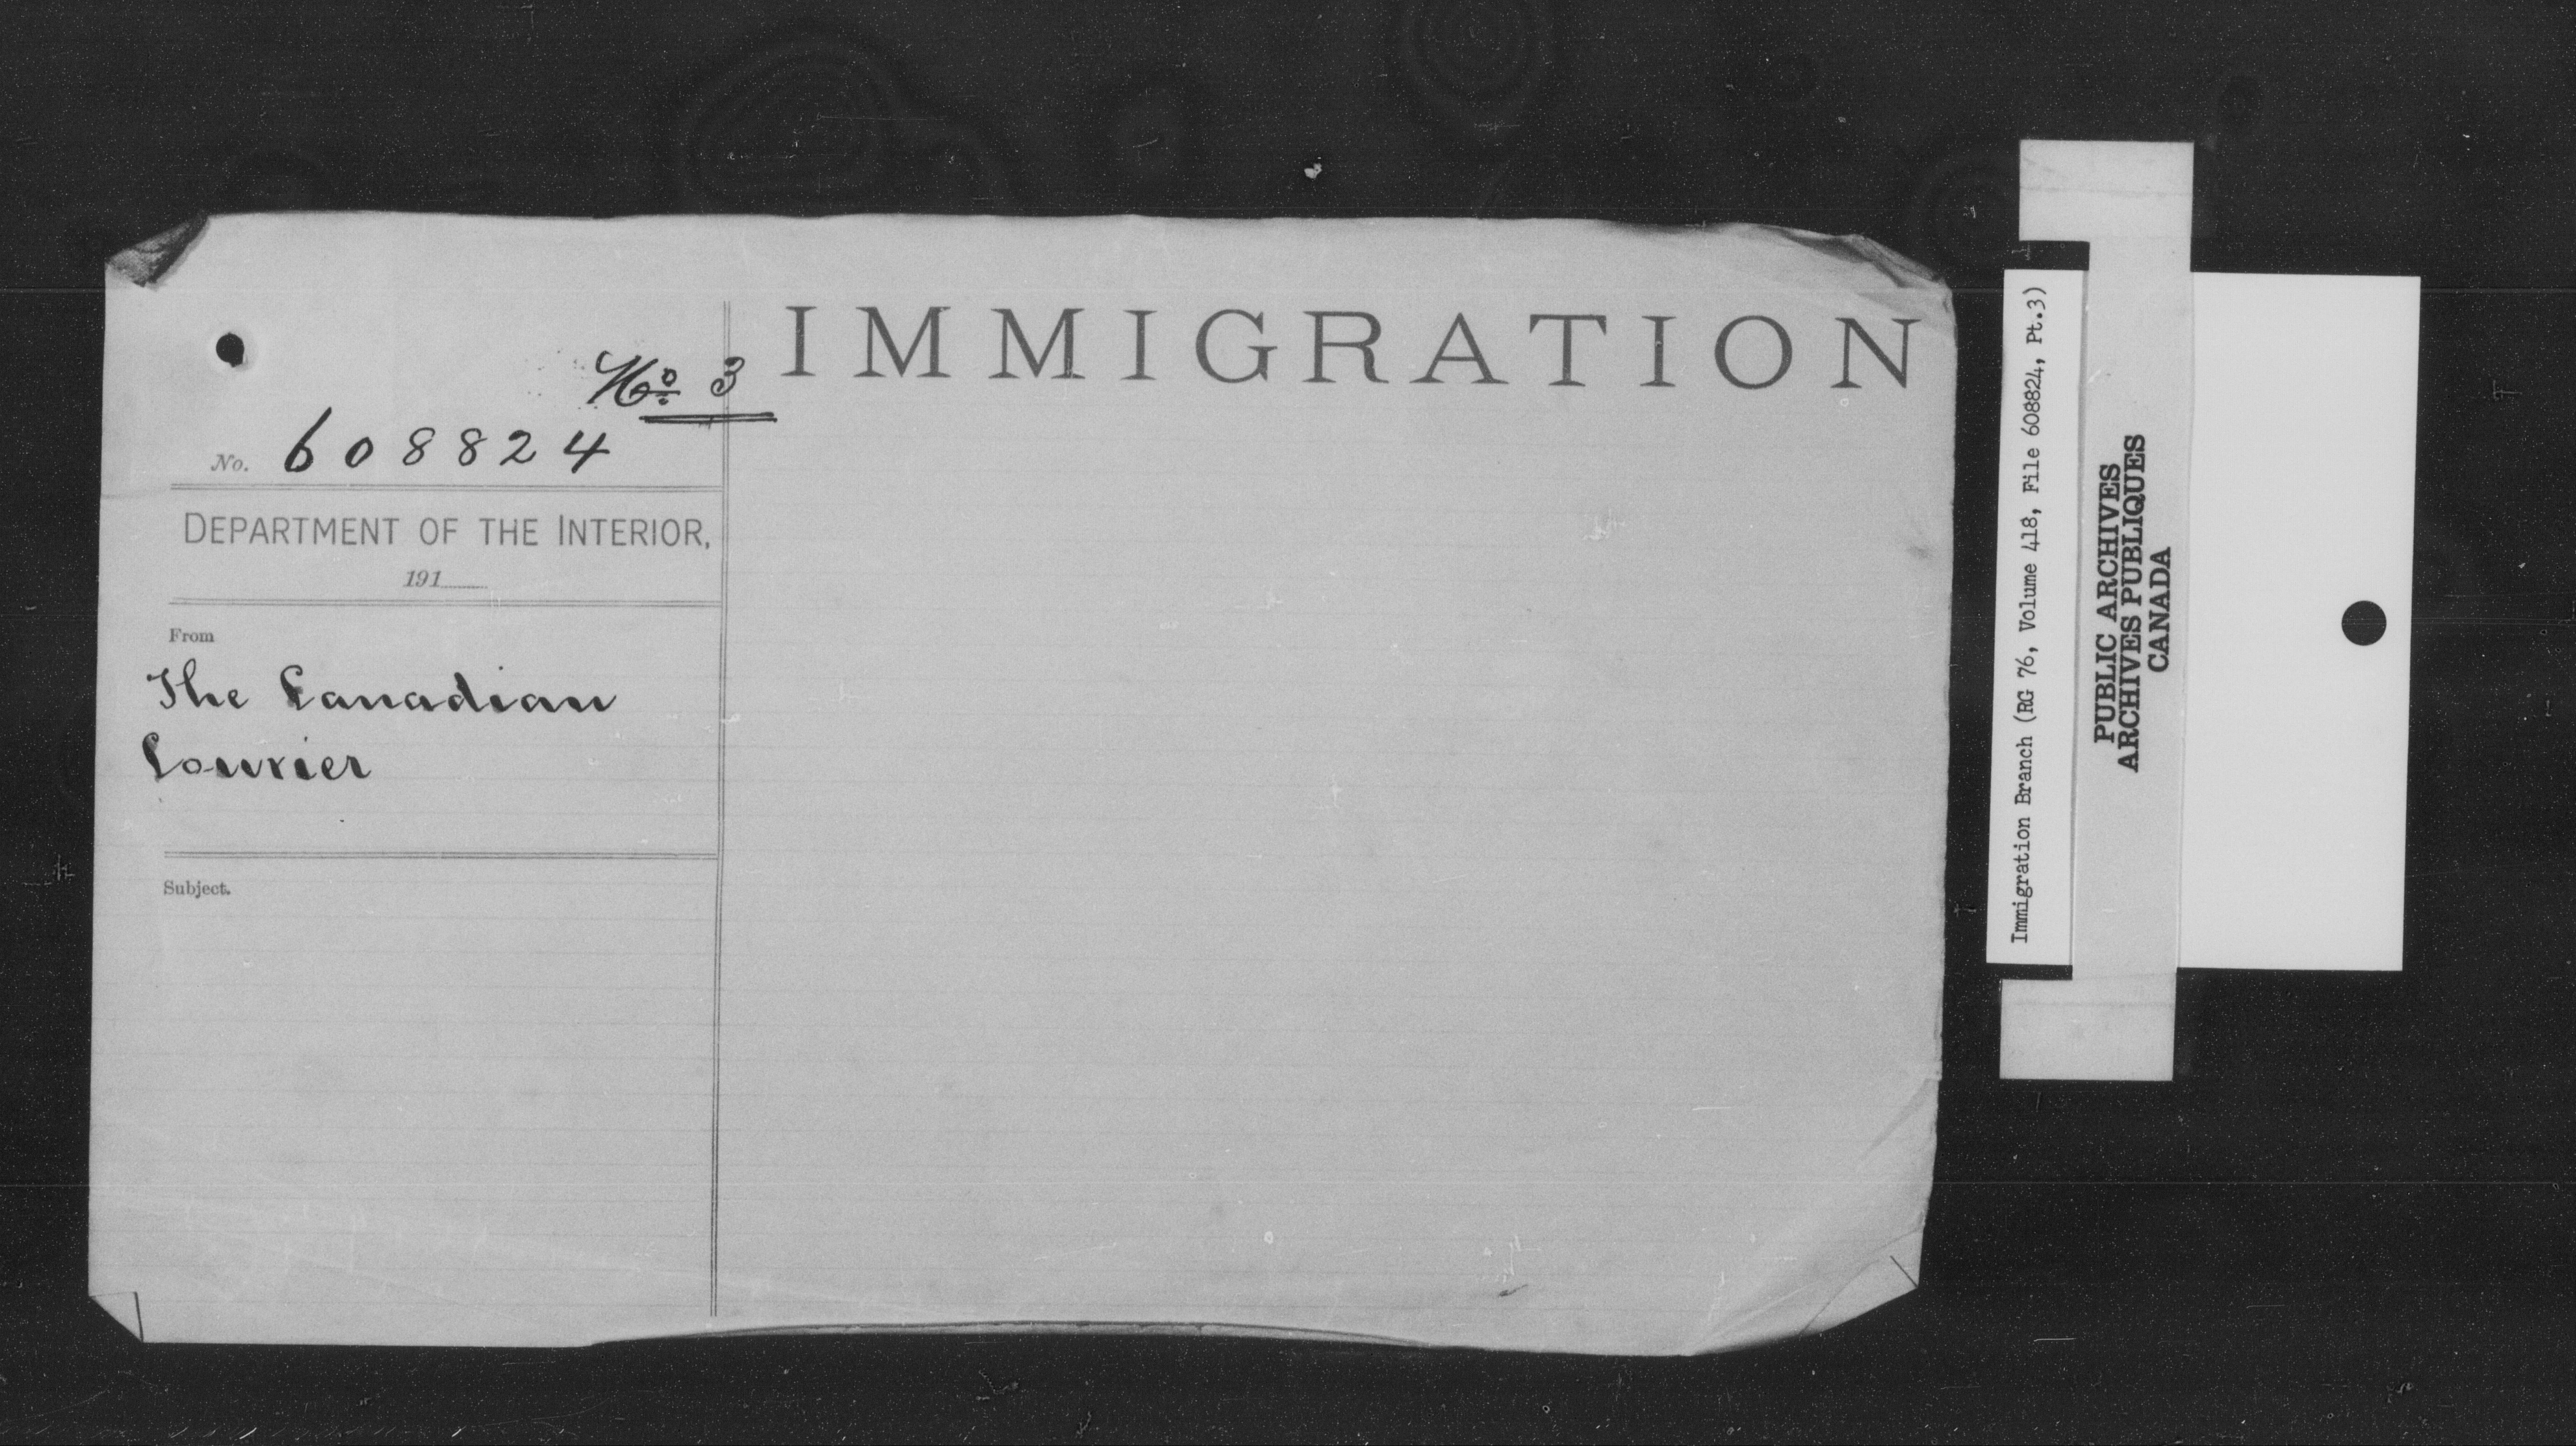 IMMIGRATION
No. 3
No. 608824
DEPARTMENT OF THE INTERIOR,
191
From
The Canadian
Courier
Subject.
Immigration Branch (RG 76, Volume 418, File 608824, Pt.3)
PUBLIC ARCHIVES
ARCHIVES PUBLIQUES
CANADA